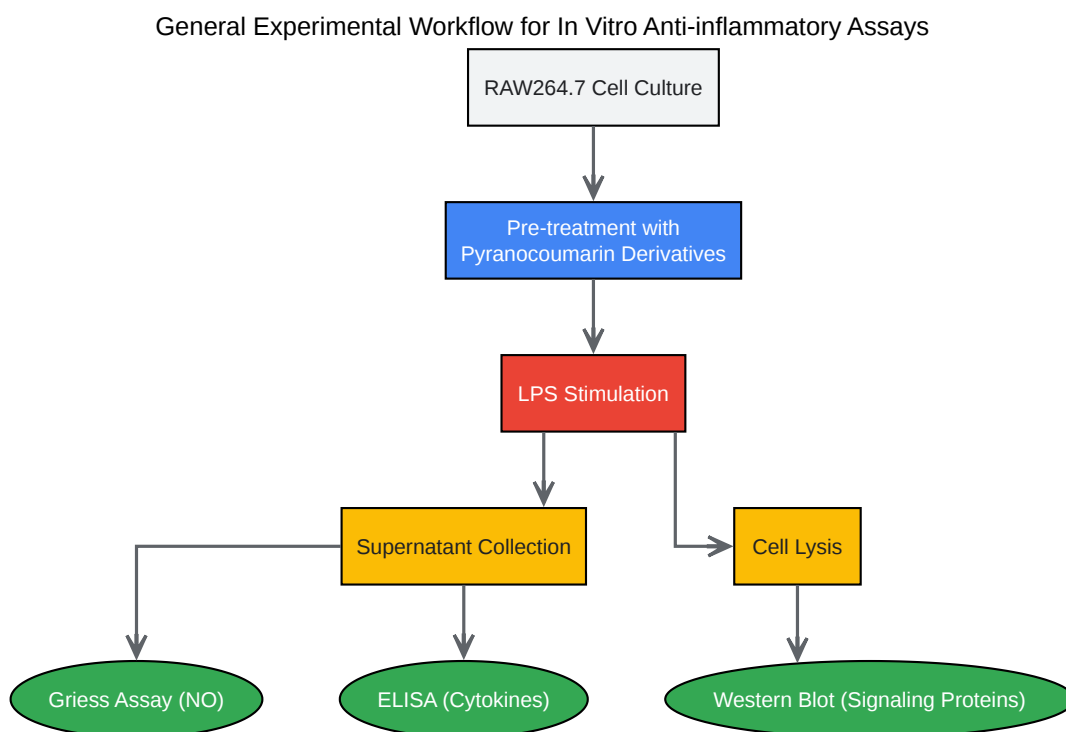 General Experimental Workflow for In Vitro Anti-inflammatory Assays
RAW264.7 Cell Culture
Pre-treatment with
Pyranocoumarin Derivatives
LPS Stimulation
Supernatant Collection
Cell Lysis
Griess Assay (NO)
ELISA (Cytokines)
Western Blot (Signaling Proteins)